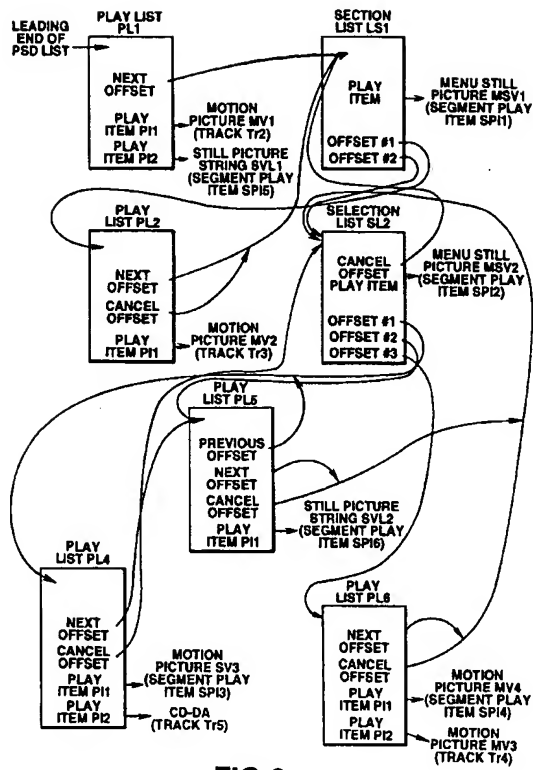 LEADING
END OF
PSD LIST
PLAY LIST
PL1
NEXT
OFFSET
PLAY
ITEM PI1
PLAY
ITEM PI2
MOTION
PICTURE MV1
(TRACK Tr2)
STILL PICTURE
STRING SVL1
(SEGMENT PLAY
ITEM SPI5)
SECTION
LIST LS1
PLAY
ITEM
OFFSET #1
OFFSET #2
MENU STILL
PICTURE MSV1
(SEGMENT PLAY
ITEM SPI1)
PLAY
LIST PL2
NEXT
OFFSET
CANCEL
OFFSET
PLAY
ITEM PI1
MOTION
PICTURE MV2
(TRACK Tr3)
SELECTION
LIST SL2
CANCEL
OFFSET
PLAY ITEM
OFFSET #1
OFFSET #2
OFFSET #3
MENU STILL
PICTURE MSV2
(SEGMENT PLAY
ITEM SPI2)
PLAY
LIST PL5
PREVIOUS
OFFSET
NEXT
OFFSET
CANCEL
OFFSET
PLAY
ITEM PI1
STILL PICTURE
STRING SVL2
(SEGMENT PLAY
ITEM SPI6)
PLAY
LIST PL4
NEXT
OFFSET
CANCEL
OFFSET
PLAY
ITEM PI1
PLAY
ITEM PI2
MOTION
PICTURE SV3
(SEGMENT PLAY
ITEM SPI3)
CD-DA
(TRACK Tr5)
PLAY
LIST PL6
NEXT
OFFSET
CANCEL
OFFSET
PLAY
ITEM PI1
PLAY
ITEM PI2
MOTION
PICTURE MV4
(SEGMENT PLAY
ITEM SPI4)
MOTION
PICTURE MV3
(TRACK Tr4)